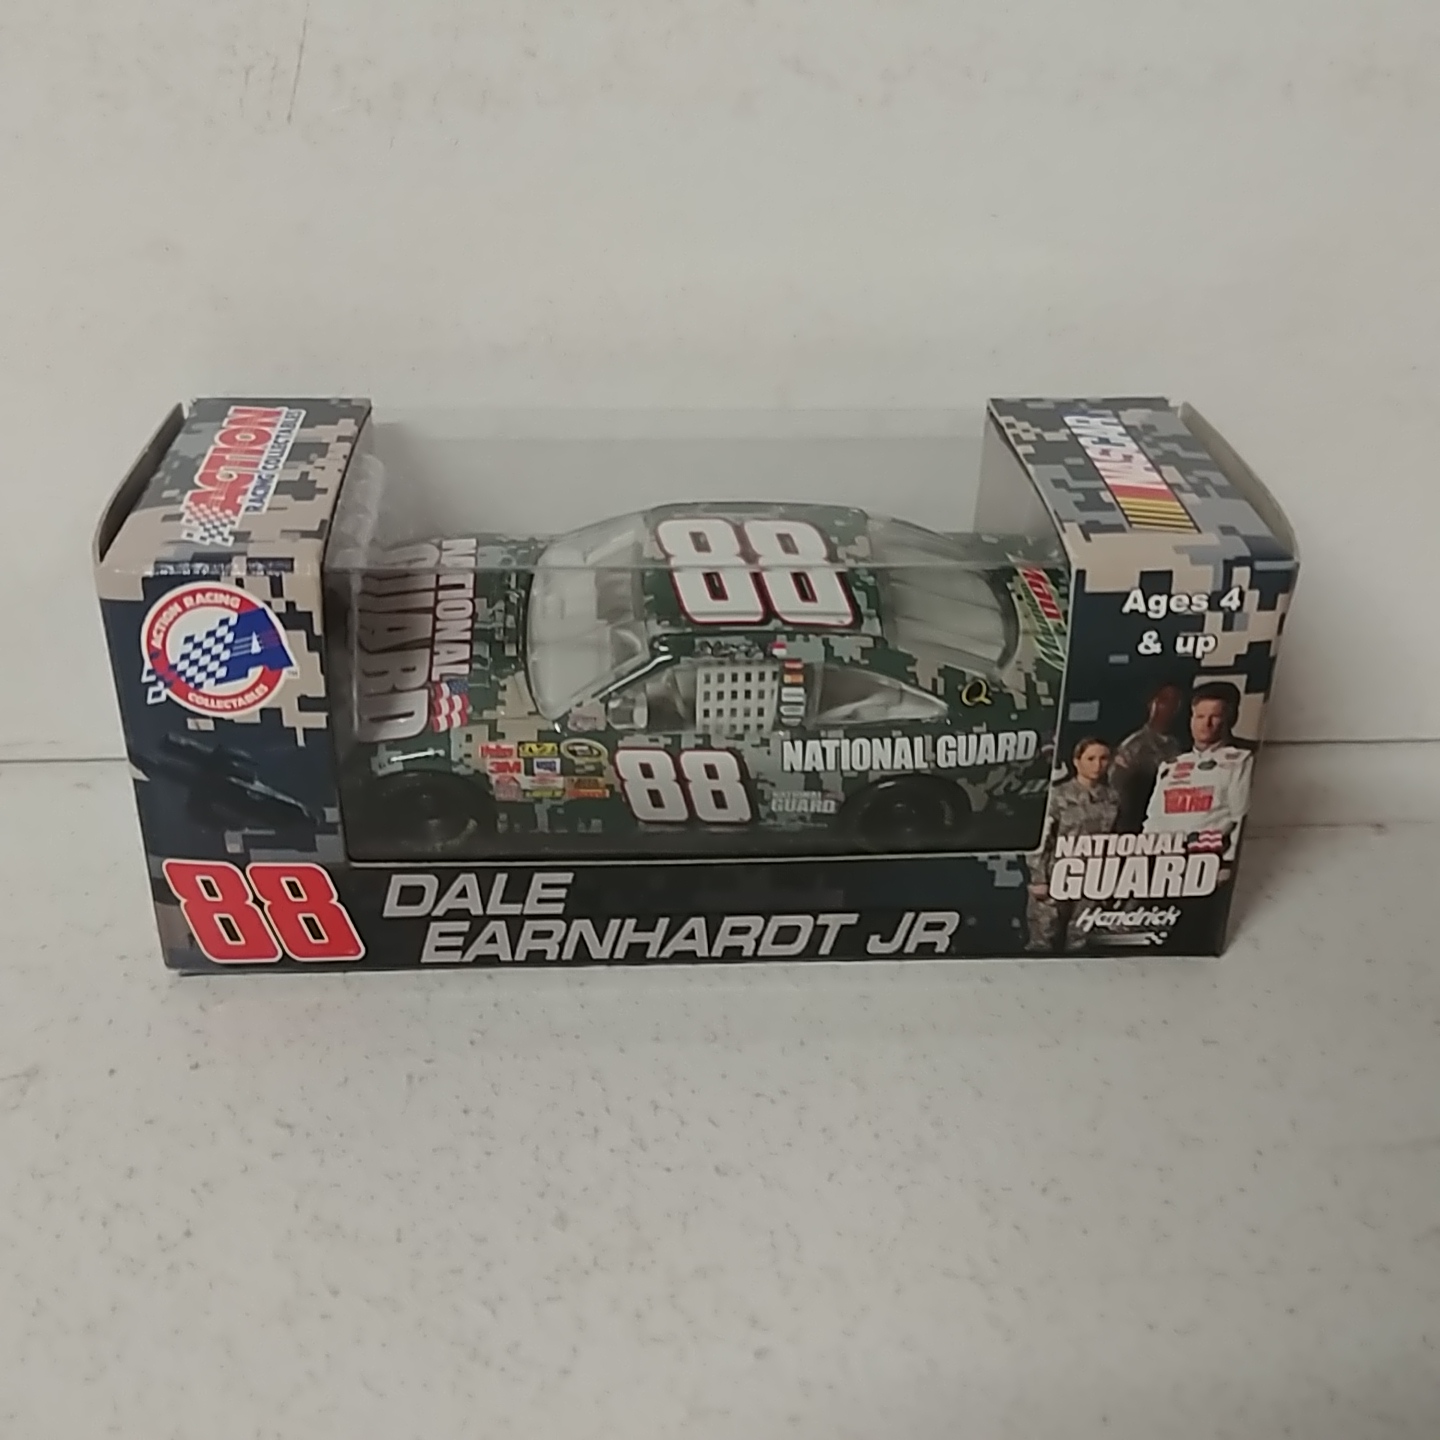 ACTION
RACING COLLECTABLES
NASCAR
ACTION RACING
COLLECTABLES
Ages 4
& up
88
NATIONAL
GUARD
88
NATIONAL GUARD
3M
NATIONAL
GUARD
Q
NATIONAL
GUARD
Hendrick
88
DALE
EARNHARDT JR